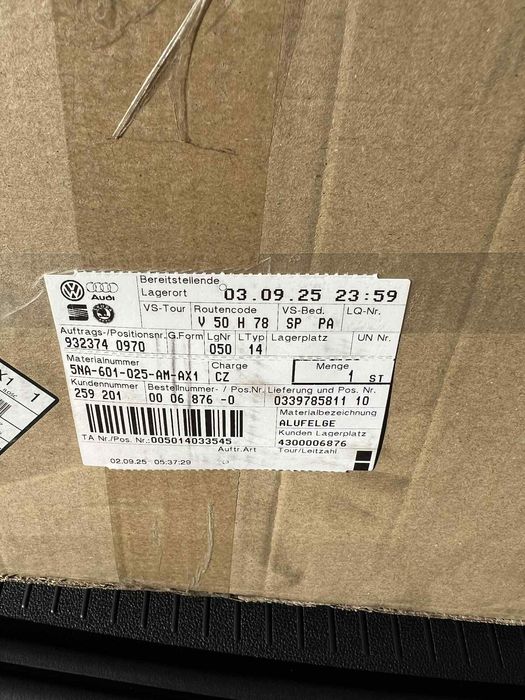 Bereitstellende
Lagerort 03.09.25 23:59
Audi
VS-Tour Routencode VS-Bed. LQ-Nr.
V 50 H 78 SP PA
Auftrags-/Positionsnr. G.Form LgNr LTyp Lagerplatz UN Nr.
932374 0970 050 14
Materialnummer Charge Menge
5NA-601-025-AM-AX1 CZ 1 ST
Kundennummer Bestellnummer- / Pos.Nr. Lieferung und Pos. Nr.
259 201 00 06 876 -0 0339785811 10
Materialbezeichnung
ALUFELGE
Kunden Lagerplatz
TA Nr./Pos. Nr.: 005014033545 4300006876
Auftr.Art Tour/Leitzahl
02.09.25 05:37:29
X1 1